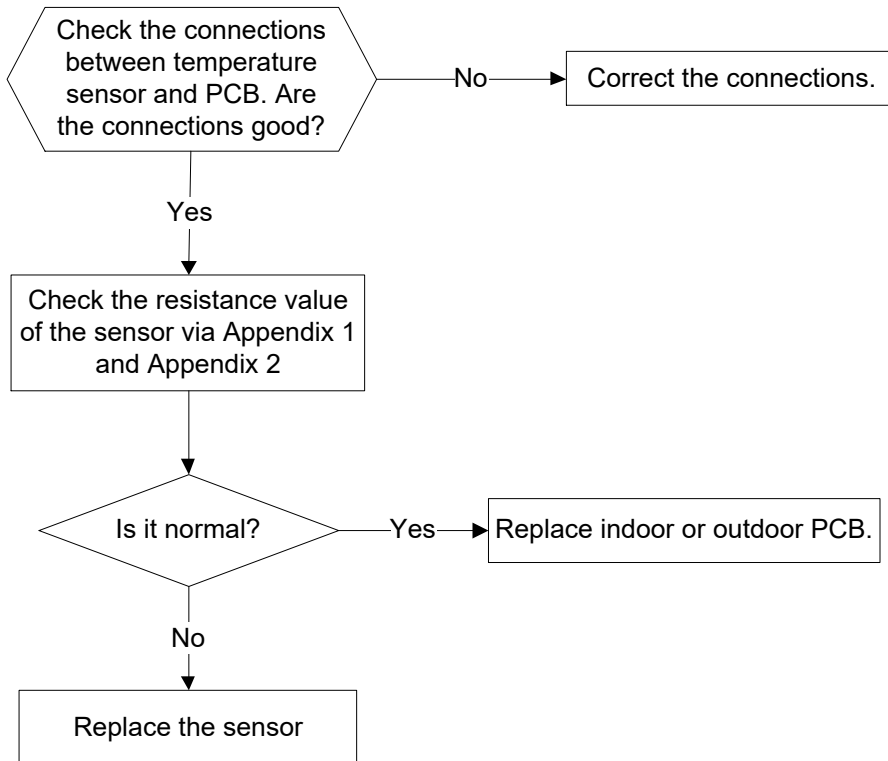 Check the connections
between temperature
sensor and PCB. Are
the connections good?
No
Correct the connections.
Yes
Check the resistance value
of the sensor via Appendix 1
and Appendix 2
Is it normal?
Yes
Replace indoor or outdoor PCB.
No
Replace the sensor